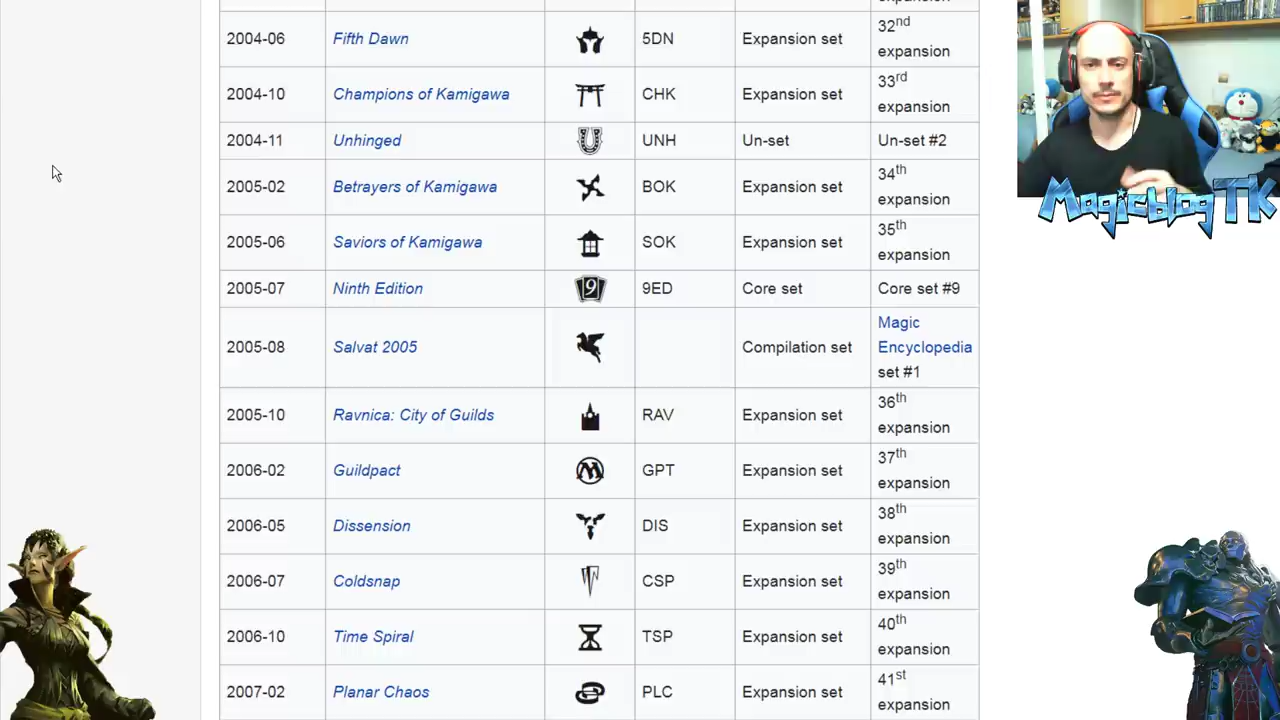 expansion
2004-06 Fifth Dawn 5DN Expansion set 32nd expansion
2004-10 Champions of Kamigawa CHK Expansion set 33rd expansion
2004-11 Unhinged UNH Un-set Un-set #2
2005-02 Betrayers of Kamigawa BOK Expansion set 34th expansion
2005-06 Saviors of Kamigawa SOK Expansion set 35th expansion
2005-07 Ninth Edition 9 9ED Core set Core set #9
2005-08 Salvat 2005 Compilation set Magic Encyclopedia set #1
2005-10 Ravnica: City of Guilds RAV Expansion set 36th expansion
2006-02 Guildpact GPT Expansion set 37th expansion
2006-05 Dissension DIS Expansion set 38th expansion
2006-07 Coldsnap CSP Expansion set 39th expansion
2006-10 Time Spiral TSP Expansion set 40th expansion
2007-02 Planar Chaos PLC Expansion set 41st expansion
MagicblogTK